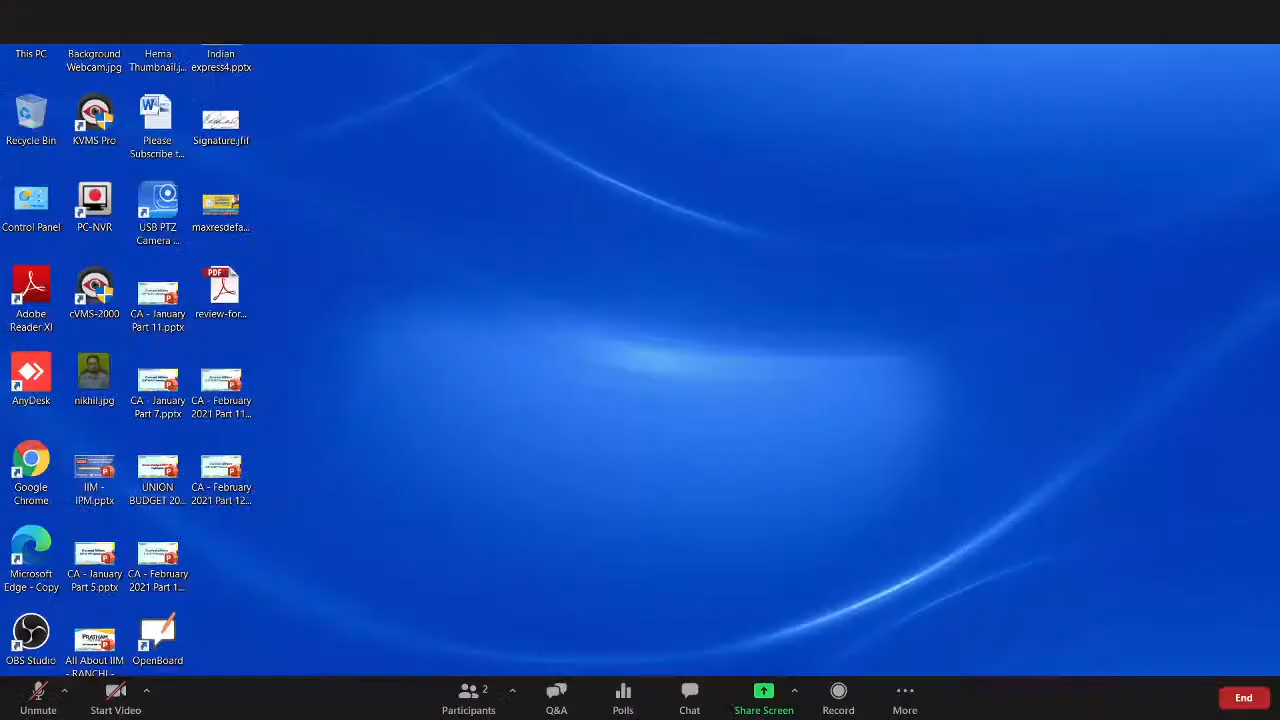 This PC
Background
Webcam.jpg
Hema
Thumbnail.j...
Indian
express4.pptx
Recycle Bin
KVMS Pro
Please
Subscribe t...
Signature.jfif
Control Panel
PC-NVR
USB PTZ
Camera ...
maxresdefa...
Adobe
Reader XI
cVMS-2000
CA - January
Part 11.pptx
PDF
review-for...
AnyDesk
nikhil.jpg
CA - January
Part 7.pptx
CA - February
2021 Part 11...
Google
Chrome
IIM -
IPM.pptx
UNION
BUDGET 20...
CA - February
2021 Part 12...
Microsoft
Edge - Copy
CA - January
Part 5.pptx
CA - February
2021 Part 1...
OBS Studio
PRATHAM
All About IIM
- RANCHI -
OpenBoard
Unmute
Start Video
Participants
2
Q&A
Polls
Chat
Share Screen
Record
More
End